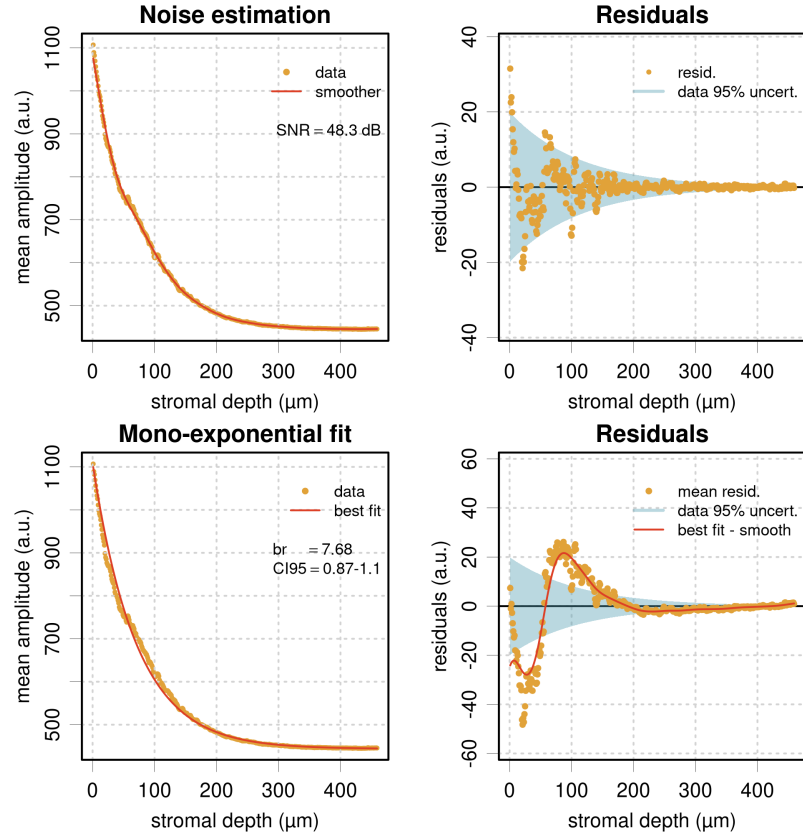 Noise estimation
mean amplitude (a.u.)
1100
900
700
500
data
smoother
SNR = 48.3 dB
0 100 200 300 400
stromal depth (µm)
Residuals
residuals (a.u.)
40
20
0
-20
-40
resid.
data 95% uncert.
0 100 200 300 400
stromal depth (µm)
Mono-exponential fit
mean amplitude (a.u.)
1100
900
700
500
data
best fit
br = 7.68
CI95 = 0.87-1.1
0 100 200 300 400
stromal depth (µm)
Residuals
residuals (a.u.)
60
40
20
0
-20
-40
-60
mean resid.
data 95% uncert.
best fit - smooth
0 100 200 300 400
stromal depth (µm)